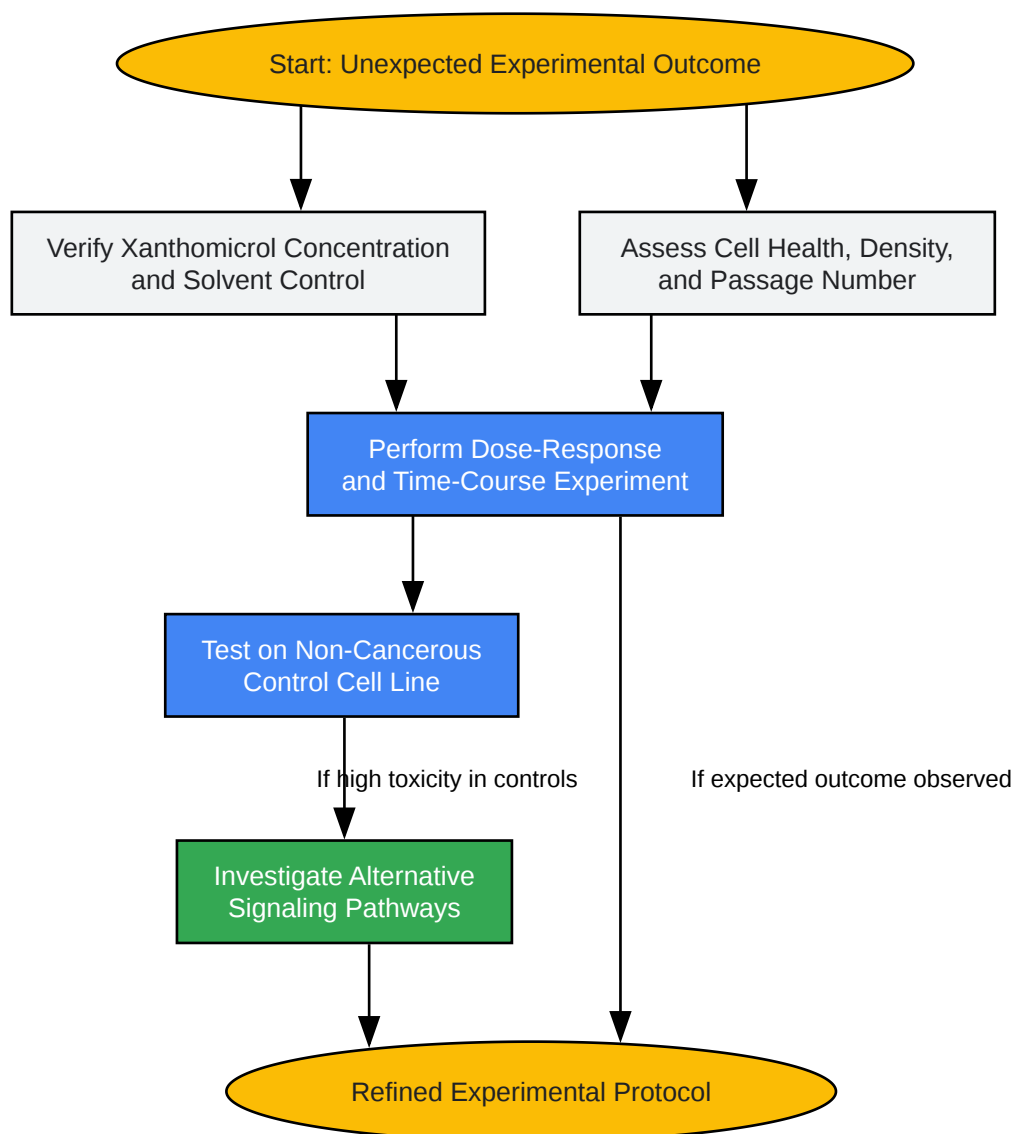 Start: Unexpected Experimental Outcome
Verify Xanthomicrol Concentration
and Solvent Control
Assess Cell Health, Density,
and Passage Number
Perform Dose-Response
and Time-Course Experiment
Test on Non-Cancerous
Control Cell Line
If high toxicity in controls
If expected outcome observed
Investigate Alternative
Signaling Pathways
Refined Experimental Protocol